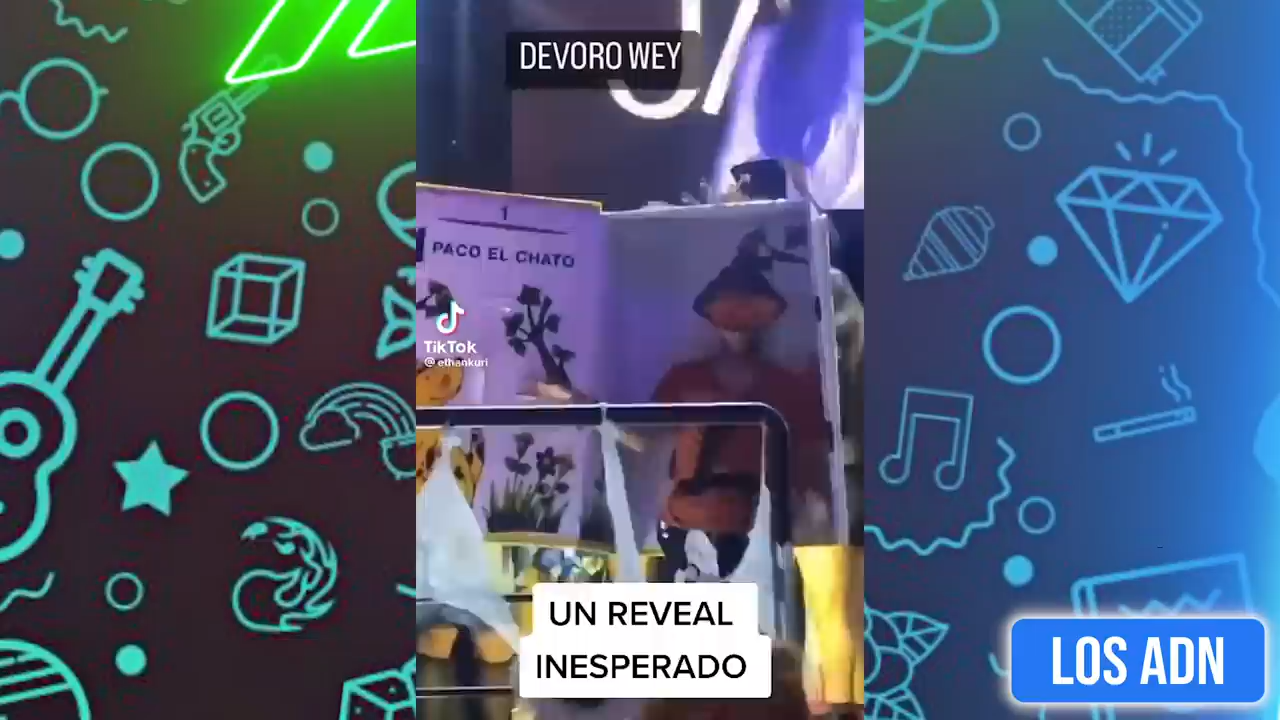 DEVORO WEY
1
PACO EL CHATO
TikTok
@ethankuri
UN REVEAL
INESPERADO
LOS ADN